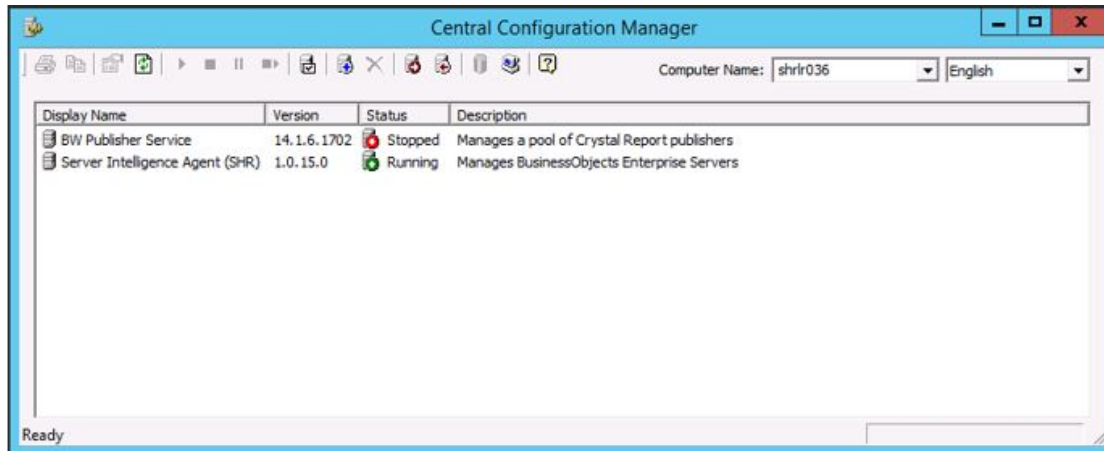 Central Configuration Manager
Computer Name: shrlr036 English
Display Name Version Status Description
BW Publisher Service 14.1.6.1702 Stopped Manages a pool of Crystal Report publishers
Server Intelligence Agent (SHR) 1.0.15.0 Running Manages BusinessObjects Enterprise Servers
Ready